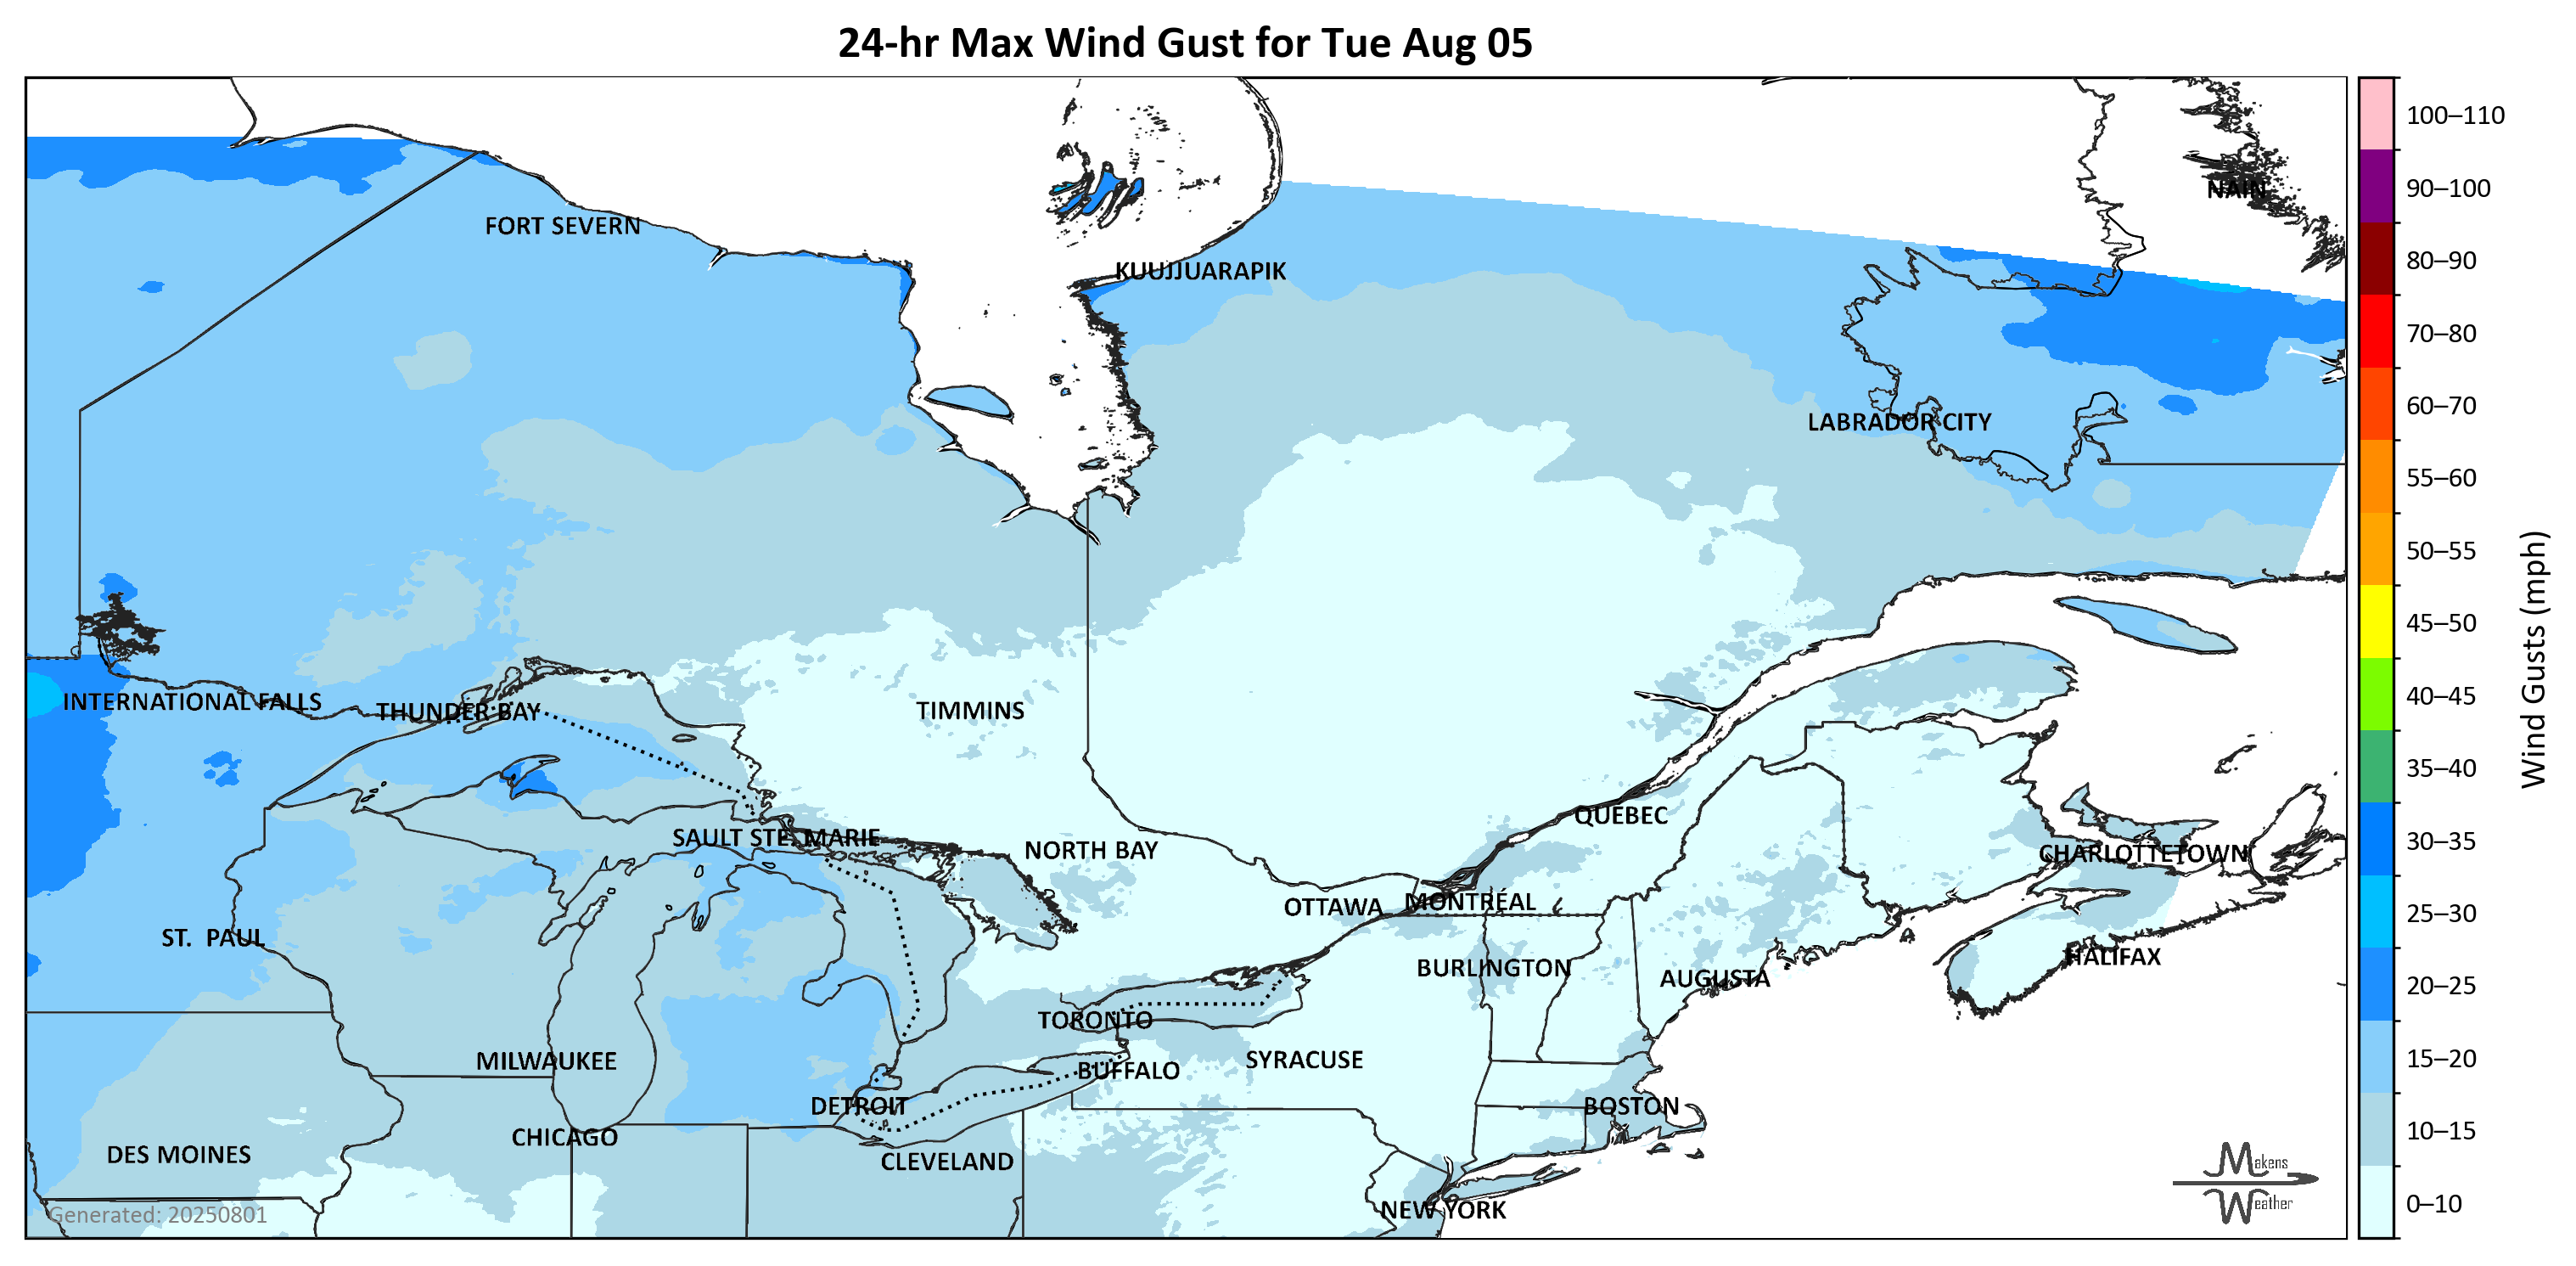 24-hr Max Wind Gust for Tue Aug 05
100–110
90–100
NAIN
FORT SEVERN
80–90
KUUJJUARAPIK
70–80
60–70
LABRADOR CITY
55–60
50–55
45–50
Wind Gusts (mph)
40–45
INTERNATIONAL FALLS
THUNDER BAY
TIMMINS
35–40
QUÉBEC
SAULT STE. MARIE
30–35
NORTH BAY
CHARLOTTETOWN
OTTAWA
MONTRÉAL
25–30
ST. PAUL
HALIFAX
BURLINGTON
AUGUSTA
20–25
TORONTO
SYRACUSE
MILWAUKEE
BUFFALO
15–20
DETROIT
BOSTON
CHICAGO
10–15
DES MOINES
CLEVELAND
Makens
Weather
NEW YORK
0–10
Generated: 20250801